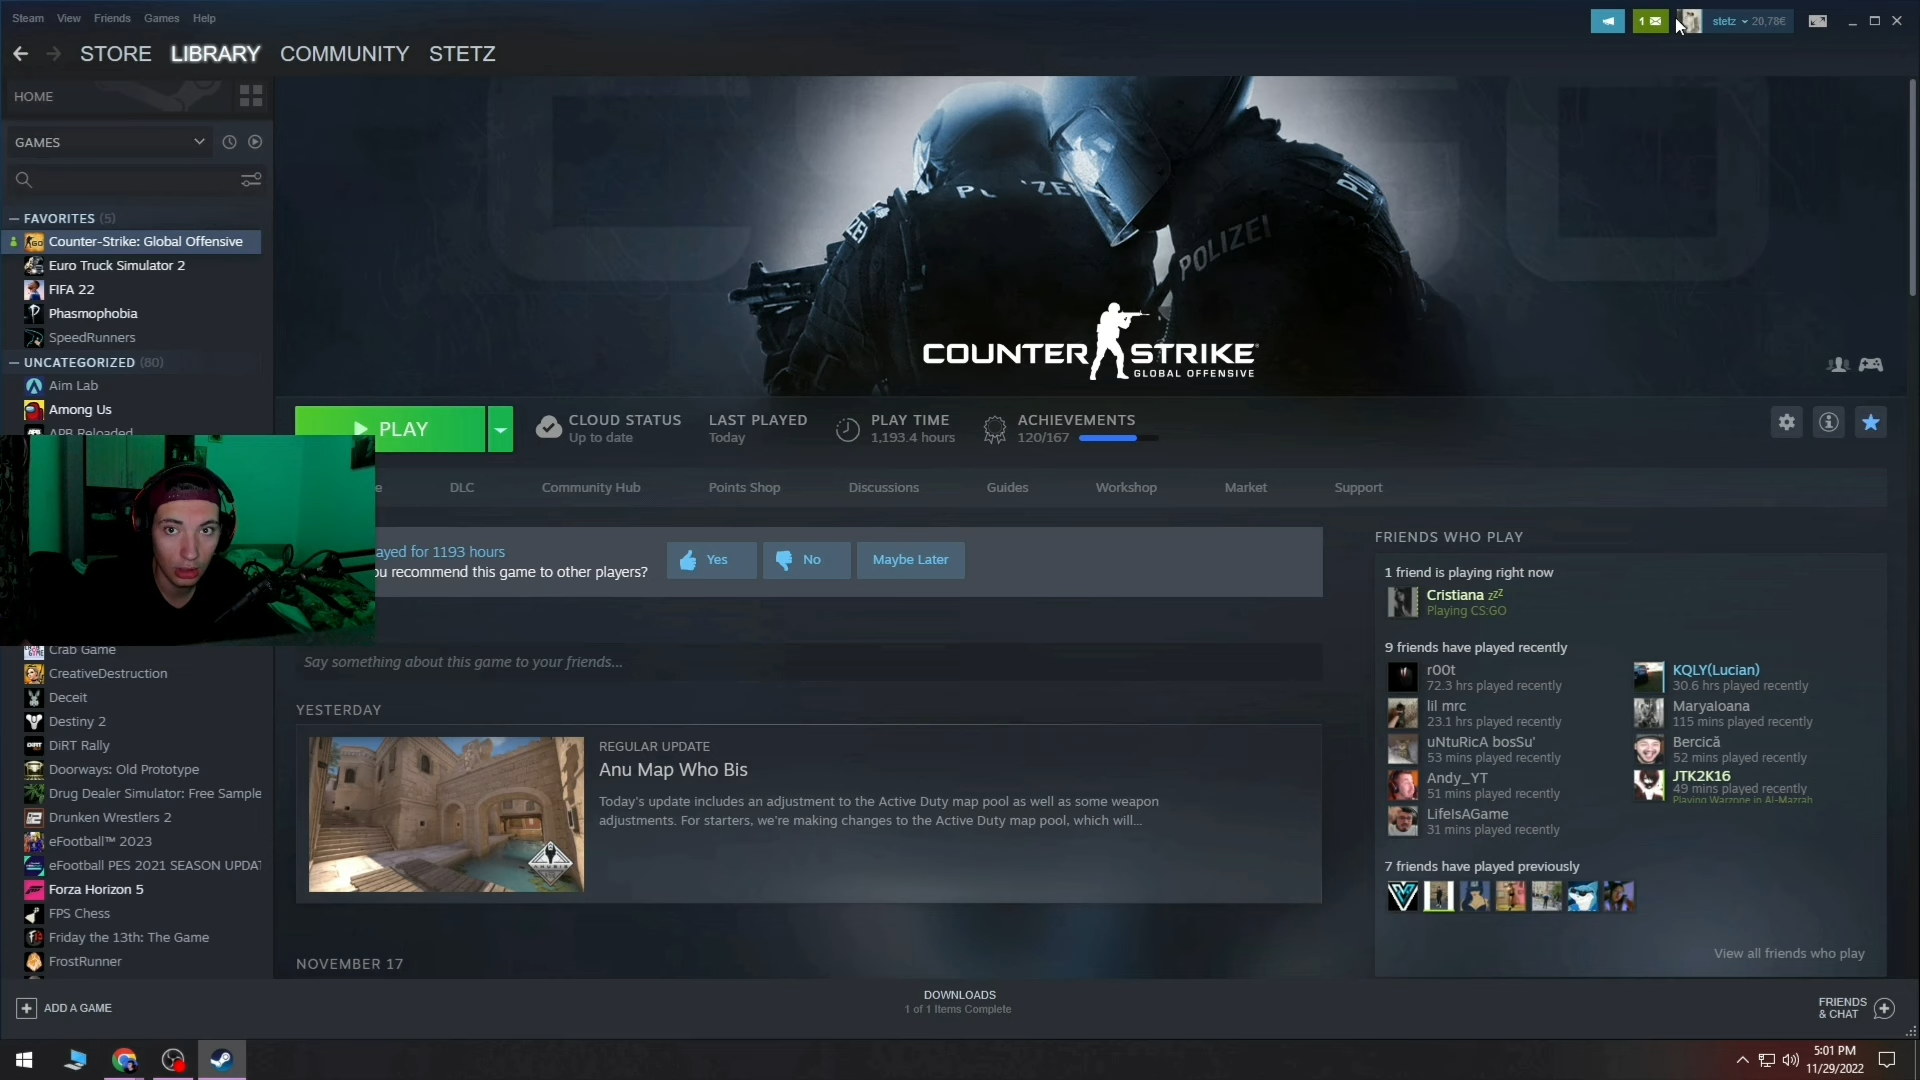 Steam View Friends Games Help
1
stetz 20,78€
STORE LIBRARY COMMUNITY STETZ
HOME
GAMES
FAVORITES (5)
Counter-Strike: Global Offensive
Euro Truck Simulator 2
FIFA 22
Phasmophobia
SpeedRunners
UNCATEGORIZED (80)
Aim Lab
Among Us
APB Reloaded
Crab Game
CreativeDestruction
Deceit
Destiny 2
DiRT Rally
Doorways: Old Prototype
Drug Dealer Simulator: Free Sample
Drunken Wrestlers 2
eFootball™ 2023
eFootball PES 2021 SEASON UPDAT
Forza Horizon 5
FPS Chess
Friday the 13th: The Game
FrostRunner
ADD A GAME
POLIZEI
COUNTER STRIKE
GLOBAL OFFENSIVE
PLAY
CLOUD STATUS
Up to date
LAST PLAYED
Today
PLAY TIME
1,193.4 hours
ACHIEVEMENTS
120/167
DLC Community Hub Points Shop Discussions Guides Workshop Market Support
ayed for 1193 hours
ou recommend this game to other players?
Yes No Maybe Later
Say something about this game to your friends...
YESTERDAY
REGULAR UPDATE
Anu Map Who Bis
Today's update includes an adjustment to the Active Duty map pool as well as some weapon
adjustments. For starters, we're making changes to the Active Duty map pool, which will...
NOVEMBER 17
FRIENDS WHO PLAY
1 friend is playing right now
Cristiana zzZ
Playing CS:GO
9 friends have played recently
r00t
72.3 hrs played recently
KQLY(Lucian)
30.6 hrs played recently
lil mrc
23.1 hrs played recently
Maryaloana
115 mins played recently
uNtuRicA bosSu'
53 mins played recently
Bercică
52 mins played recently
Andy_YT
51 mins played recently
JTK2K16
49 mins played recently
Playing Warzone in Al-Mazrah
LifeIsAGame
31 mins played recently
7 friends have played previously
View all friends who play
DOWNLOADS
1 of 1 Items Complete
FRIENDS
& CHAT
5:01 PM
11/29/2022